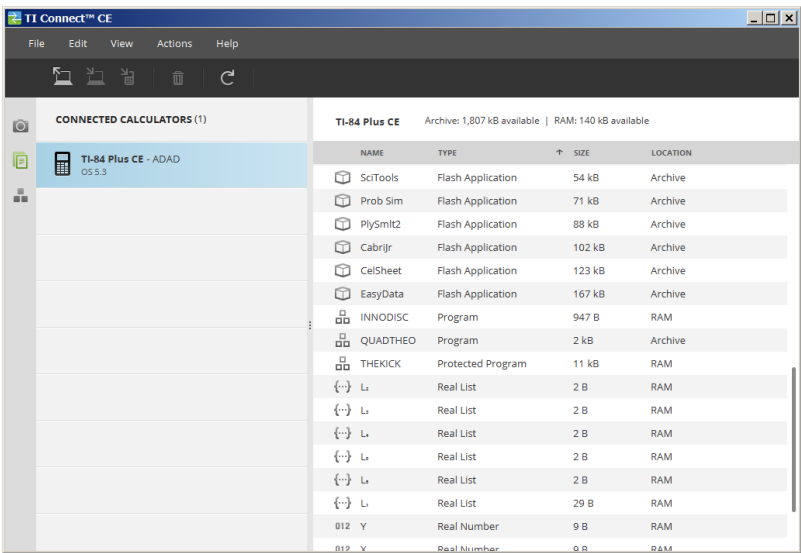 TI Connect™ CE
File Edit View Actions Help
CONNECTED CALCULATORS (1)
TI-84 Plus CE - ADAD
OS 5.3
TI-84 Plus CE Archive: 1,807 kB available | RAM: 140 kB available
NAME TYPE SIZE LOCATION
SciTools Flash Application 54 kB Archive
Prob Sim Flash Application 71 kB Archive
PlySmlt2 Flash Application 88 kB Archive
CabriJr Flash Application 102 kB Archive
CelSheet Flash Application 123 kB Archive
EasyData Flash Application 167 kB Archive
INNODISC Program 947 B RAM
QUADTHEO Program 2 kB Archive
THEKICK Protected Program 11 kB RAM
L Real List 2 B RAM
L Real List 2 B RAM
L Real List 2 B RAM
L Real List 2 B RAM
L Real List 2 B RAM
L₁ Real List 29 B RAM
012 Y Real Number 9 B RAM
012 X Real Number 9 B RAM